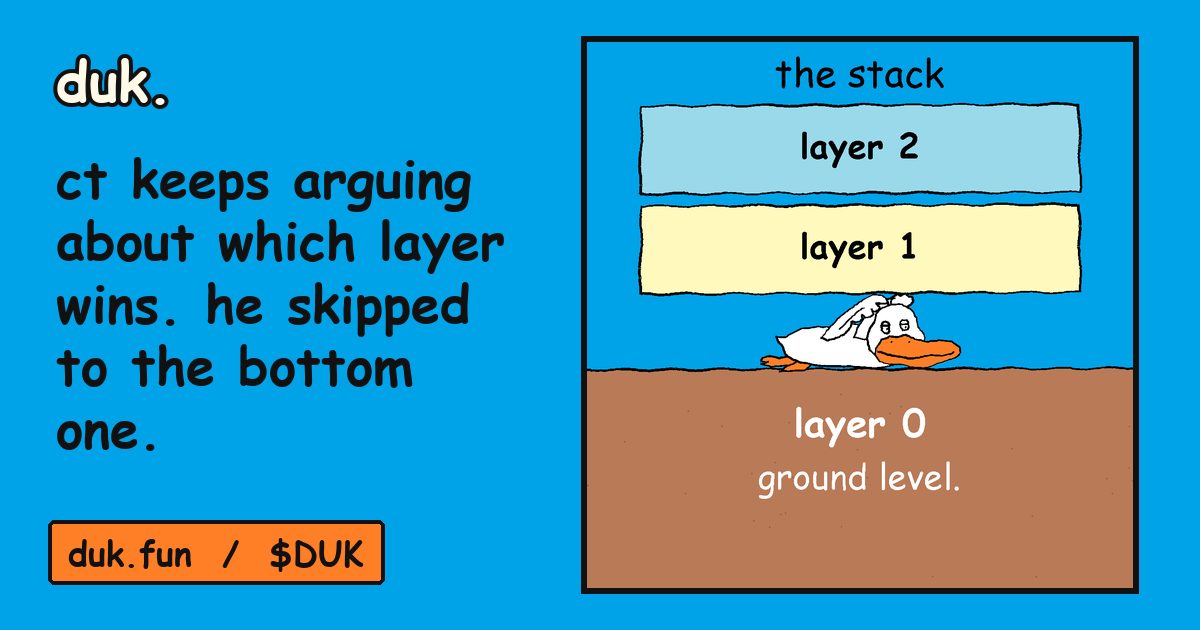 duk.
ct keeps arguing
about which layer
wins. he skipped
to the bottom
one.
duk.fun / $DUK
the stack
layer 2
layer 1
layer 0
ground level.